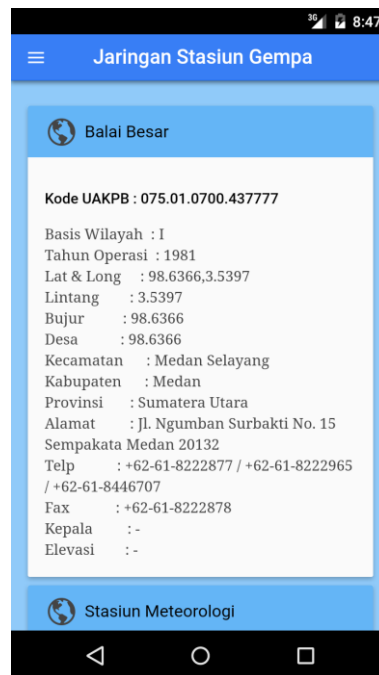 3G 8:47
Jaringan Stasiun Gempa
Balai Besar
Kode UAKPB : 075.01.0700.437777
Basis Wilayah : I
Tahun Operasi : 1981
Lat & Long : 98.6366,3.5397
Lintang : 3.5397
Bujur : 98.6366
Desa : 98.6366
Kecamatan : Medan Selayang
Kabupaten : Medan
Provinsi : Sumatera Utara
Alamat : Jl. Ngumban Surbakti No. 15
Sempakata Medan 20132
Telp : +62-61-8222877 / +62-61-8222965
/ +62-61-8446707
Fax : +62-61-8222878
Kepala : -
Elevasi : -
Stasiun Meteorologi